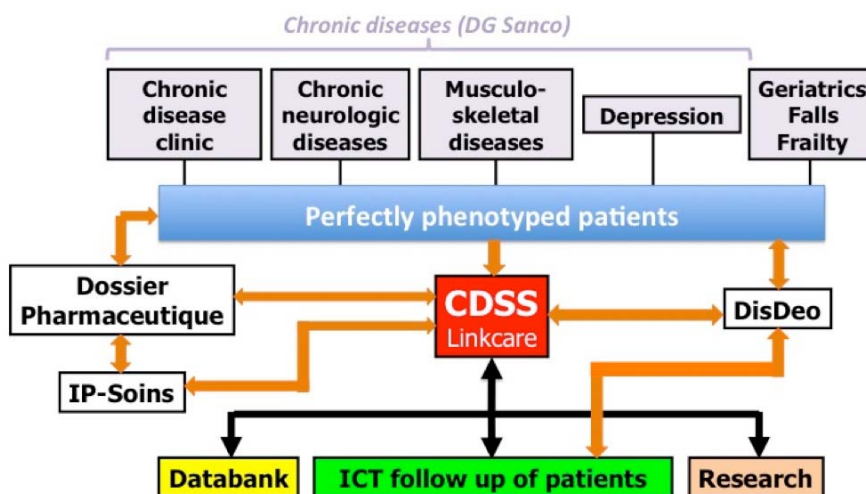 Chronic diseases (DG Sanco)
Chronic
disease
clinic
Chronic
neurologic
diseases
Musculo-
skeletal
diseases
Depression
Geriatrics
Falls
Frailty
Perfectly phenotyped patients
Dossier
Pharmaceutique
CDSS
Linkcare
DisDeo
IP-Soins
Databank
ICT follow up of patients
Research